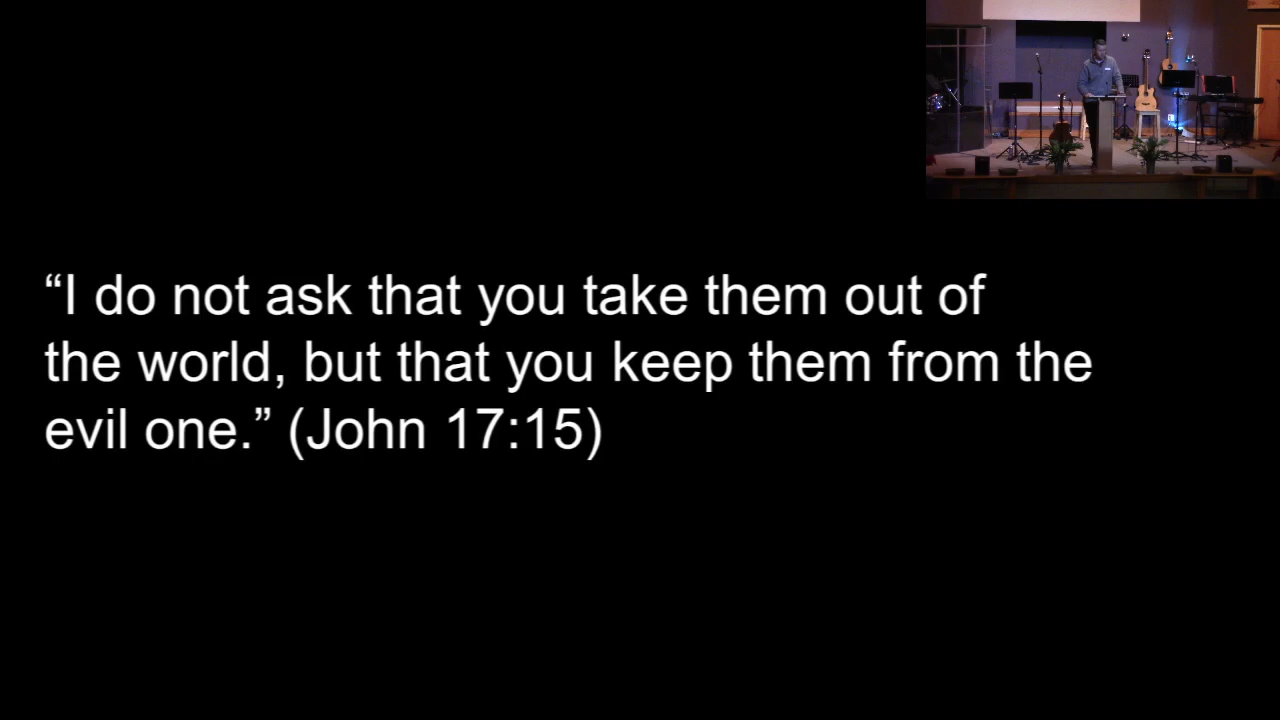 “I do not ask that you take them out of
the world, but that you keep them from the
evil one.” (John 17:15)